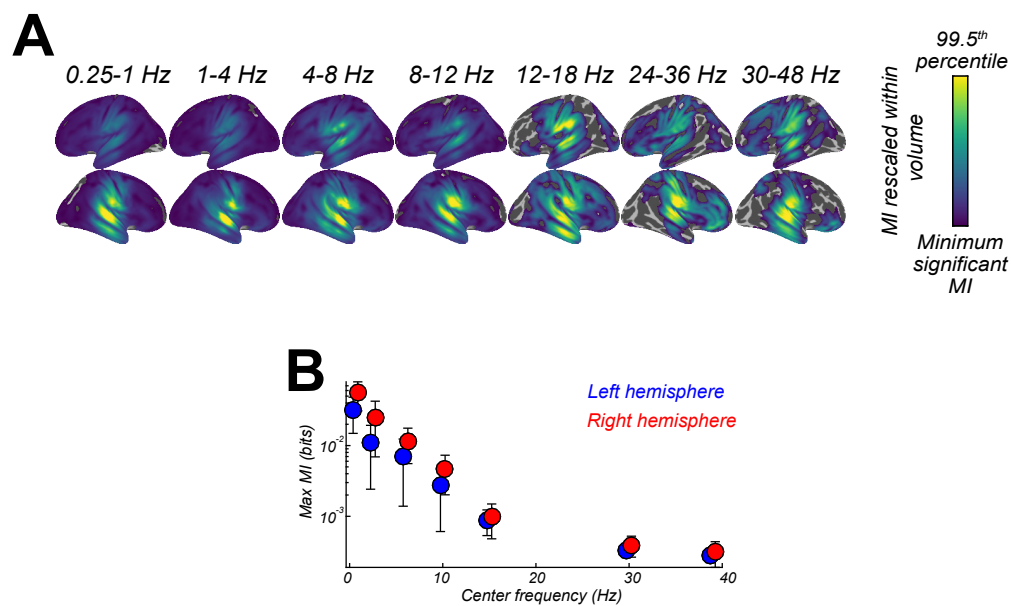 A
0.25-1 Hz 1-4 Hz 4-8 Hz 8-12 Hz 12-18 Hz 24-36 Hz 30-48 Hz
MI rescaled within
volume
99.5th
percentile
Minimum
significant
MI
B
Left hemisphere
Right hemisphere
Max MI (bits)
10-2
10-3
0 10 20 30 40
Center frequency (Hz)